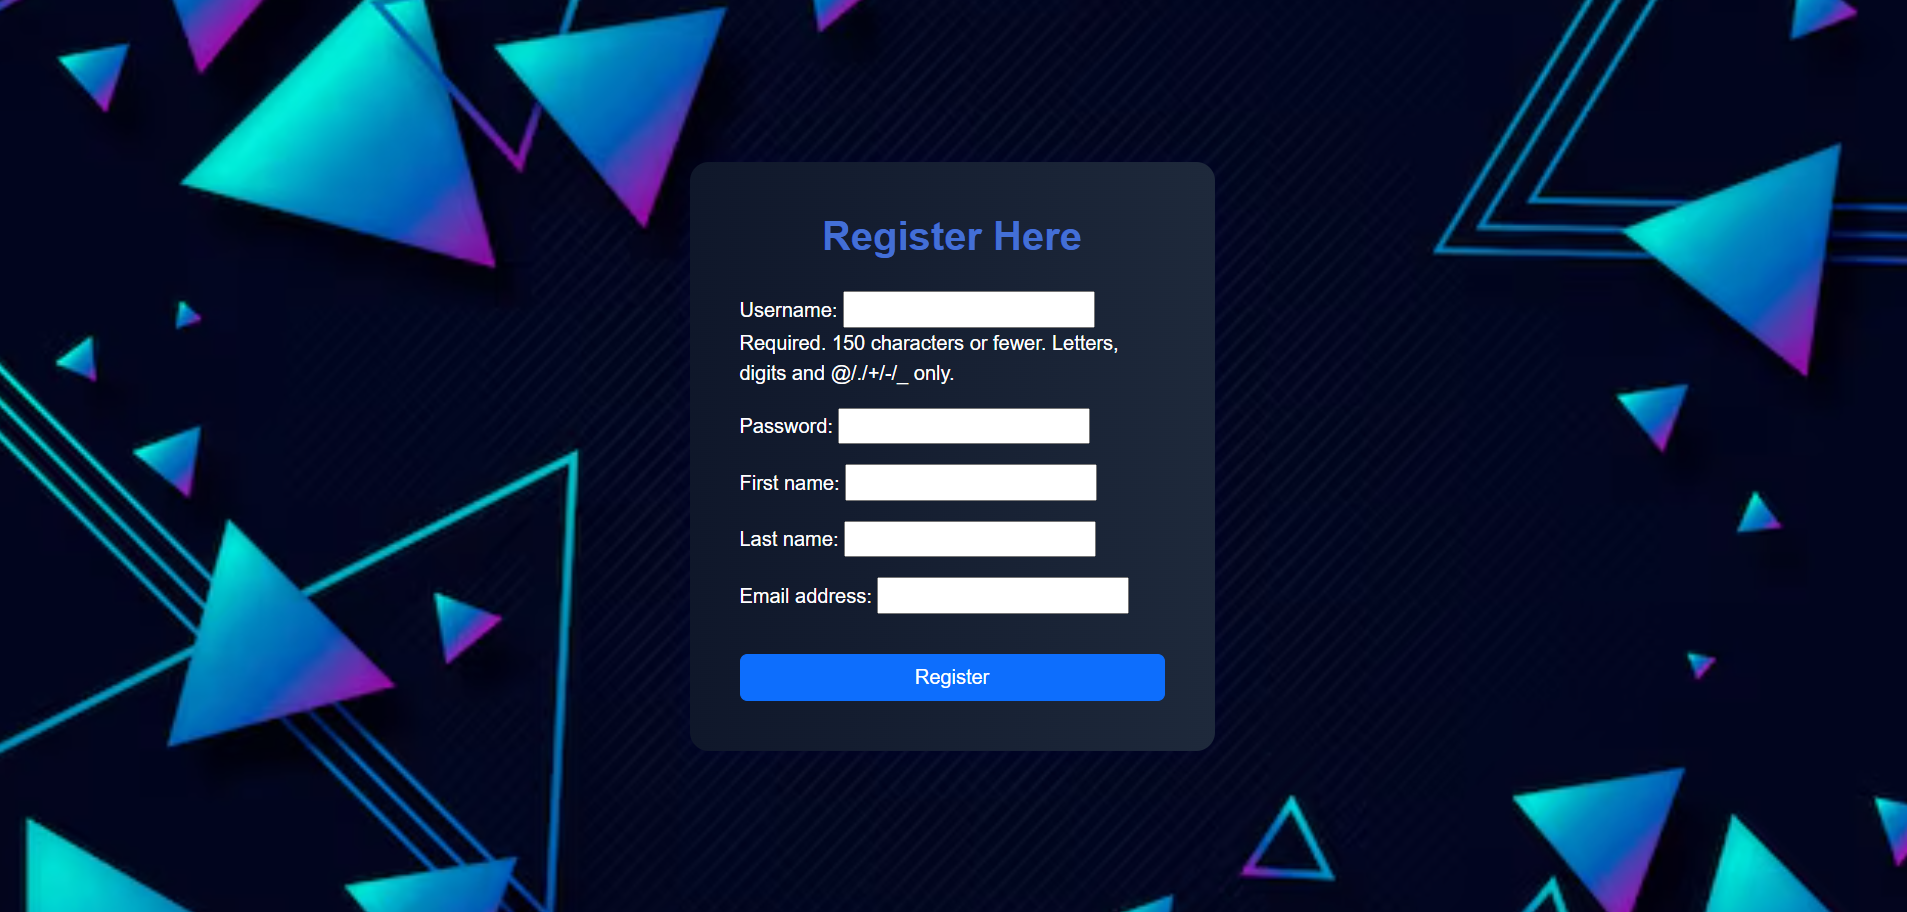 Register Here
Username:
Required. 150 characters or fewer. Letters,
digits and @/./+/-/_ only.
Password:
First name:
Last name:
Email address:
Register